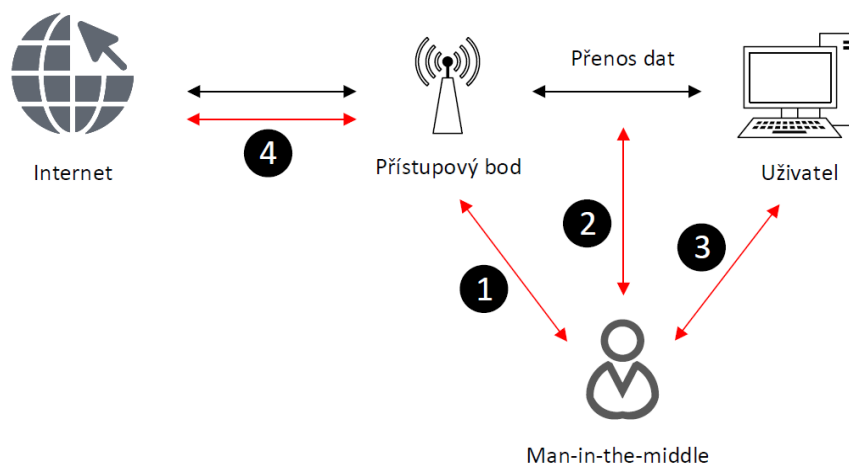 Přenos dat
Internet
4
Přístupový bod
Uživatel
2
3
1
Man-in-the-middle